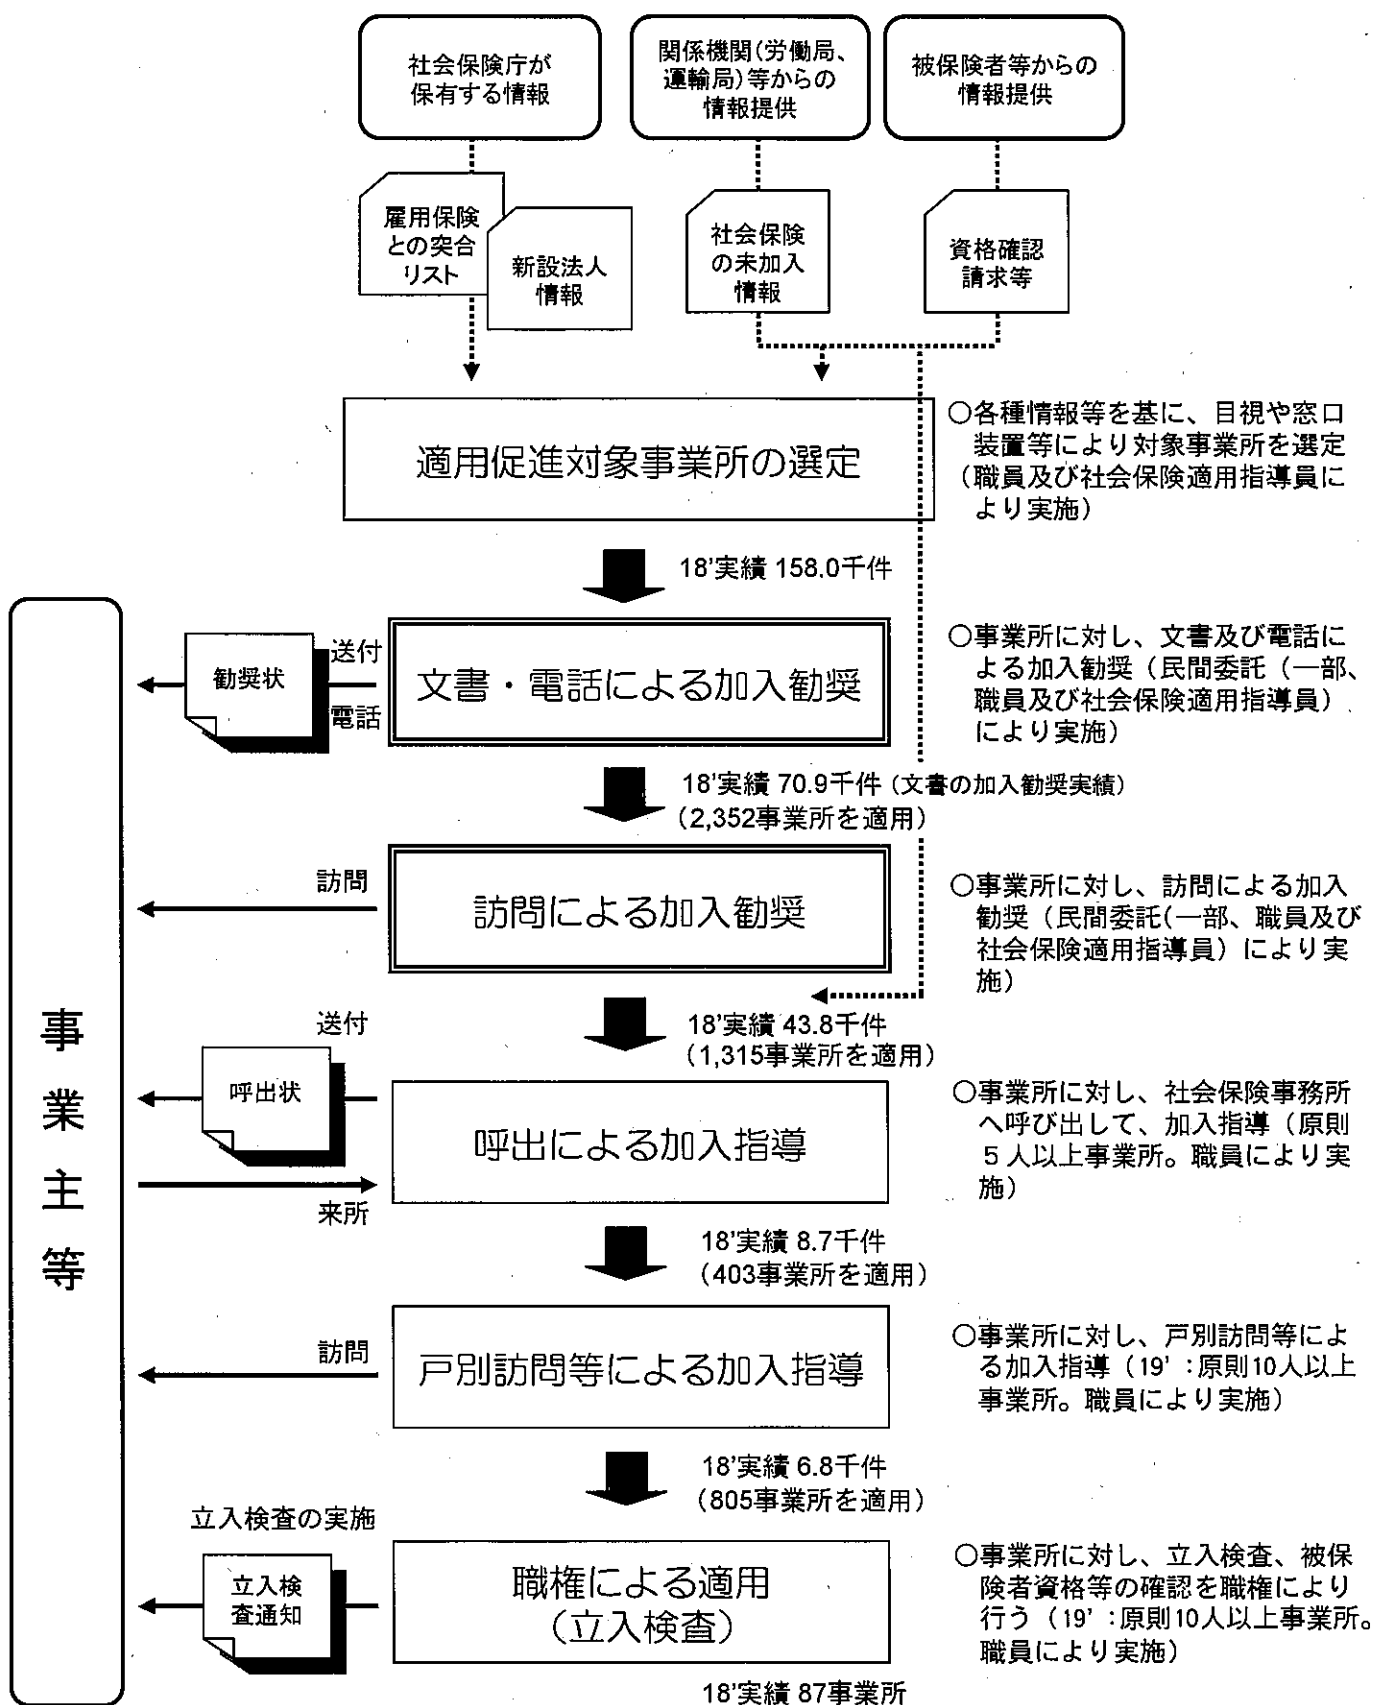 社会保険庁が
保有する情報
関係機関(労働局、
運輸局)等からの
情報提供
被保険者等からの
情報提供
雇用保険
との突合
リスト
新設法人
情報
社会保険
の未加入
情報
資格確認
請求等
適用促進対象事業所の選定
○各種情報等を基に、目視や窓口
装置等により対象事業所を選定
（職員及び社会保険適用指導員に
より実施）
18'実績 158.0千件
勧奨状
送付
電話
文書・電話による加入勧奨
○事業所に対し、文書及び電話に
よる加入勧奨（民間委託（一部、
職員及び社会保険適用指導員）
により実施）
18'実績 70.9千件（文書の加入勧奨実績）
（2,352事業所を適用）
訪問
訪問による加入勧奨
○事業所に対し、訪問による加入
勧奨（民間委託(一部、職員及び
社会保険適用指導員）により実
施）
18'実績 43.8千件
（1,315事業所を適用）
事業主等
送付
呼出状
来所
呼出による加入指導
○事業所に対し、社会保険事務所
へ呼び出して、加入指導（原則
５人以上事業所。職員により実
施）
18'実績 8.7千件
（403事業所を適用）
訪問
戸別訪問等による加入指導
○事業所に対し、戸別訪問等によ
る加入指導（19'：原則10人以上
事業所。職員により実施）
18'実績 6.8千件
（805事業所を適用）
立入検査の実施
立入検
査通知
職権による適用
（立入検査）
○事業所に対し、立入検査、被保
険者資格等の確認を職権により
行う（19'：原則10人以上事業所。
職員により実施）
18'実績 87事業所